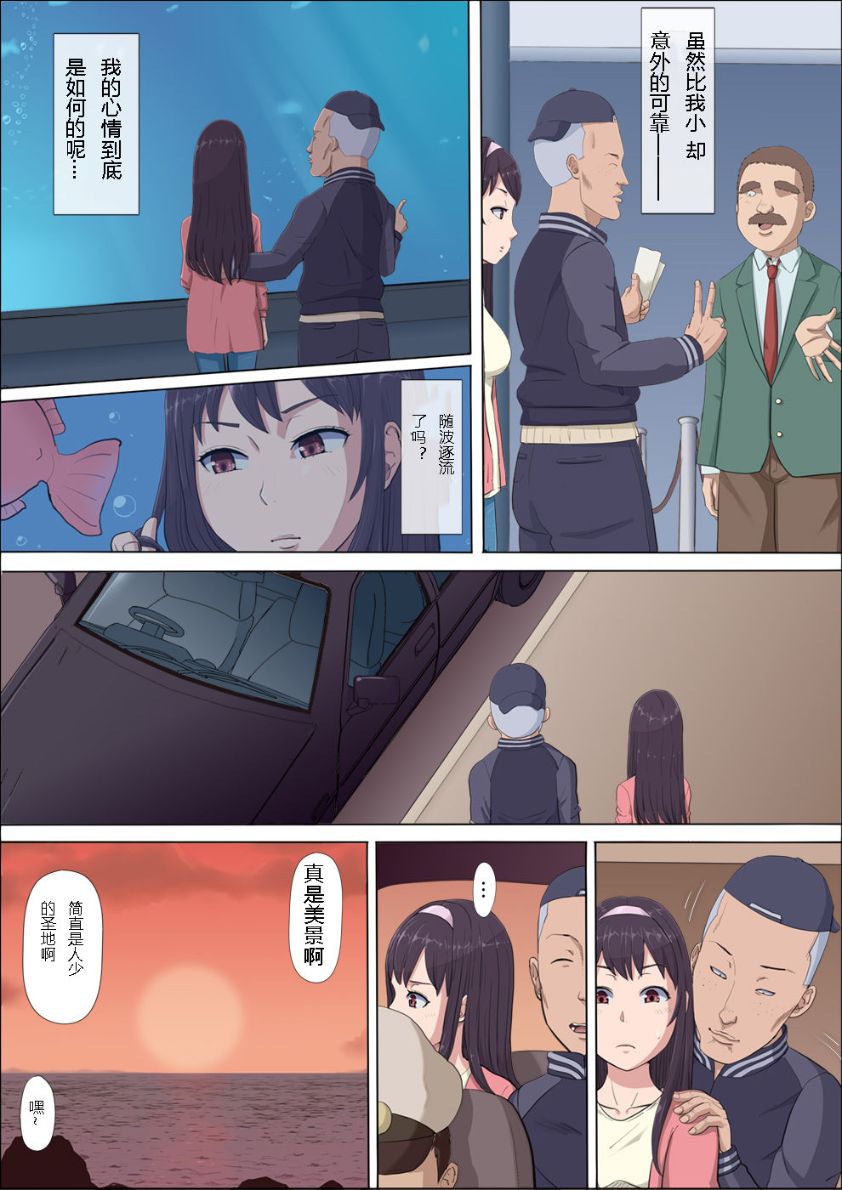 虽然比我小 却
意外的可靠———
我的心情到底
是如何的呢…
随波逐流
了吗？
…
真是美景啊
简直是人少
的圣地啊
嘿~